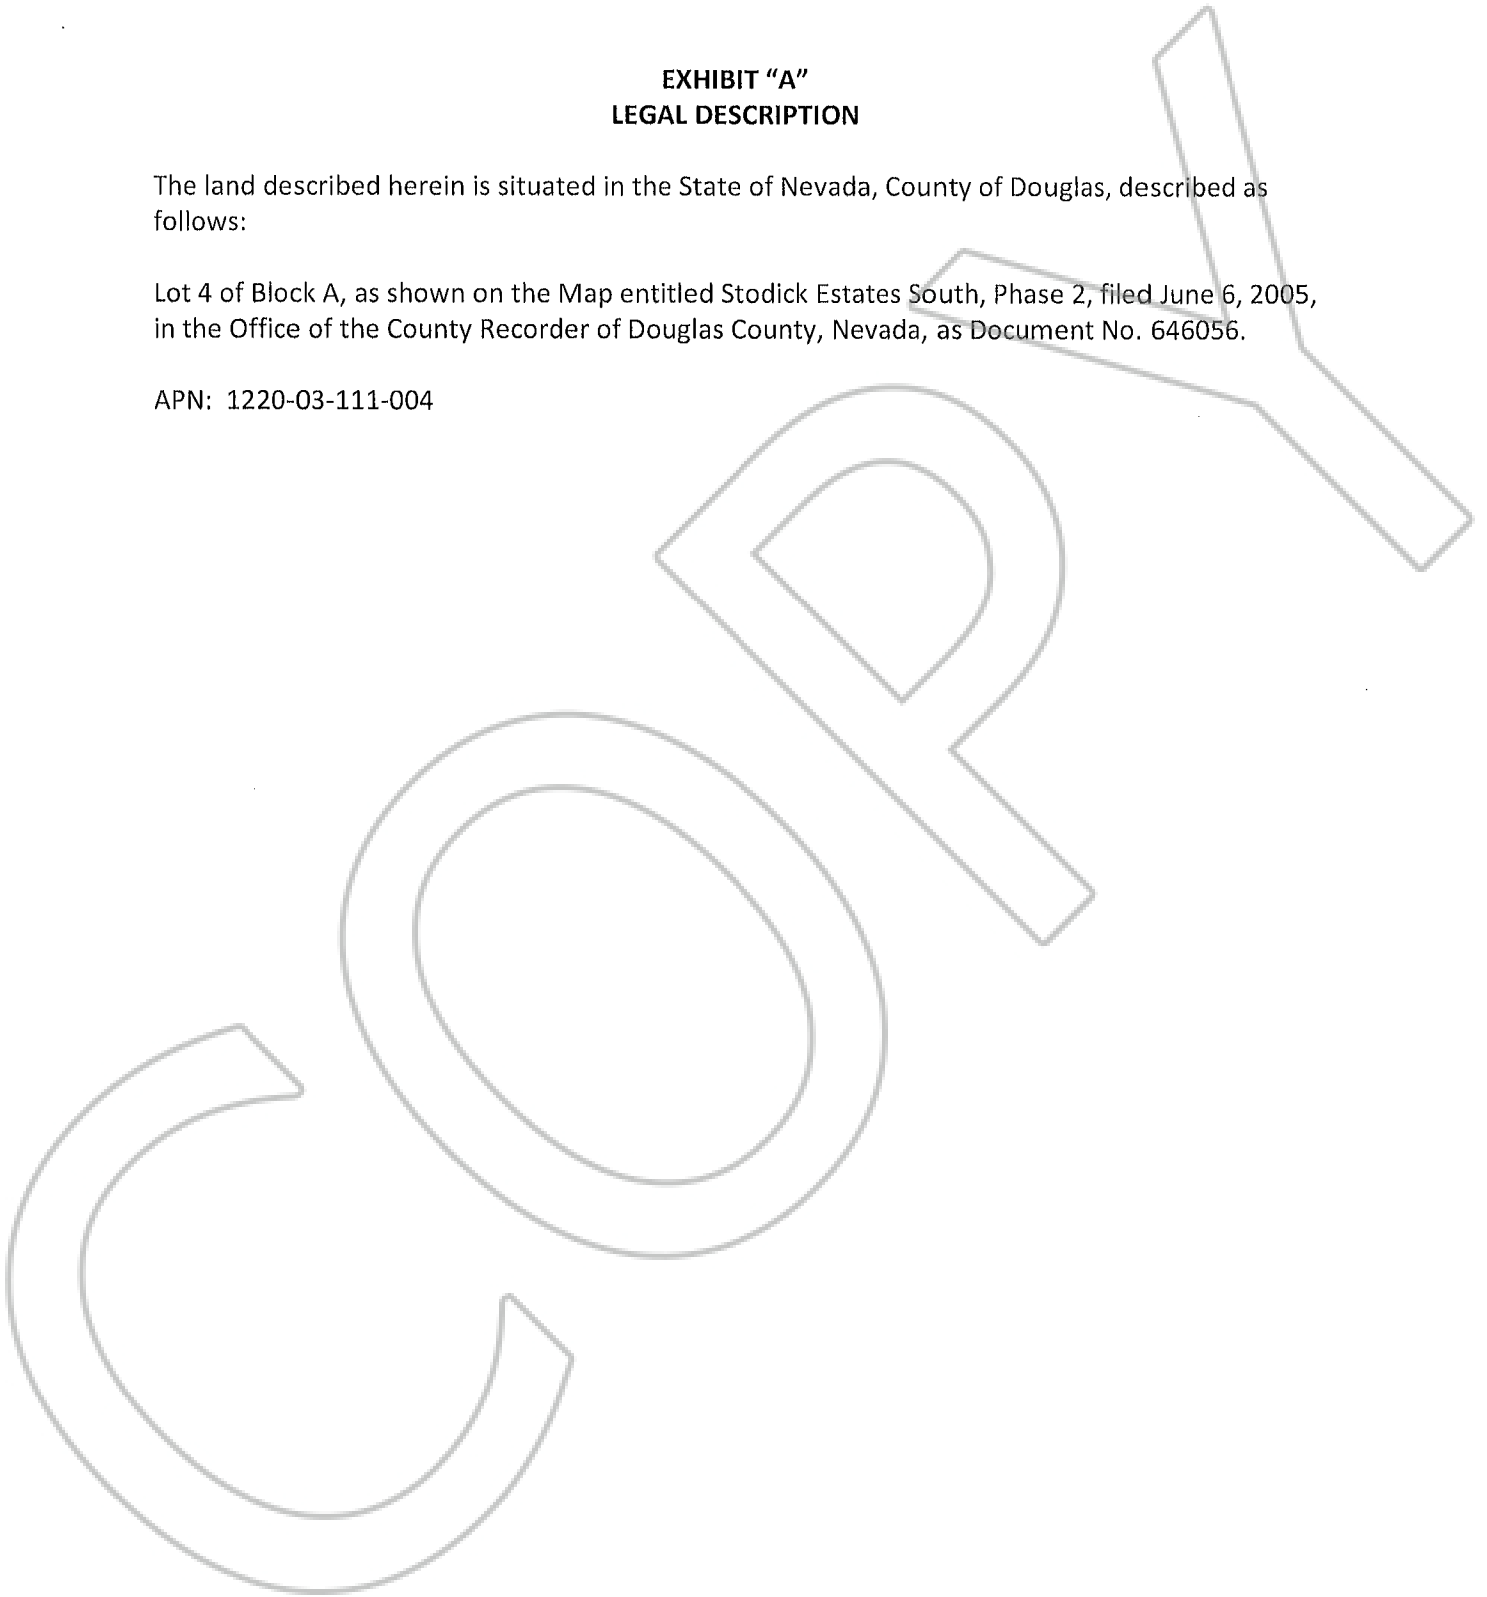 EXHIBIT “A”
LEGAL DESCRIPTION
The land described herein is situated in the State of Nevada, County of Douglas, described as
follows:
Lot 4 of Block A, as shown on the Map entitled Stodick Estates South, Phase 2, filed June 6, 2005,
in the Office of the County Recorder of Douglas County, Nevada, as Document No. 646056.
APN:  1220-03-111-004
COPY